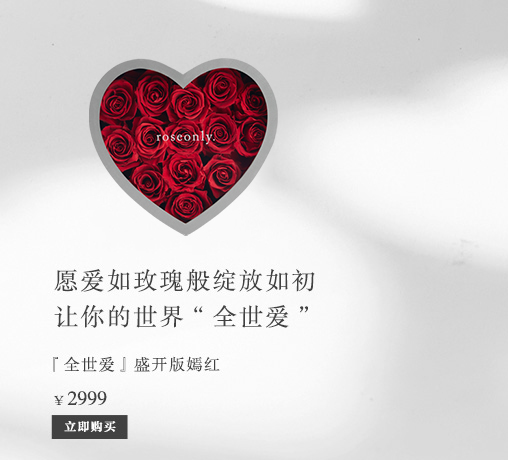 roseonly.
愿爱如玫瑰般绽放如初
让你的世界“全世爱”
『全世爱』盛开版嫣红
￥2999
立即购买